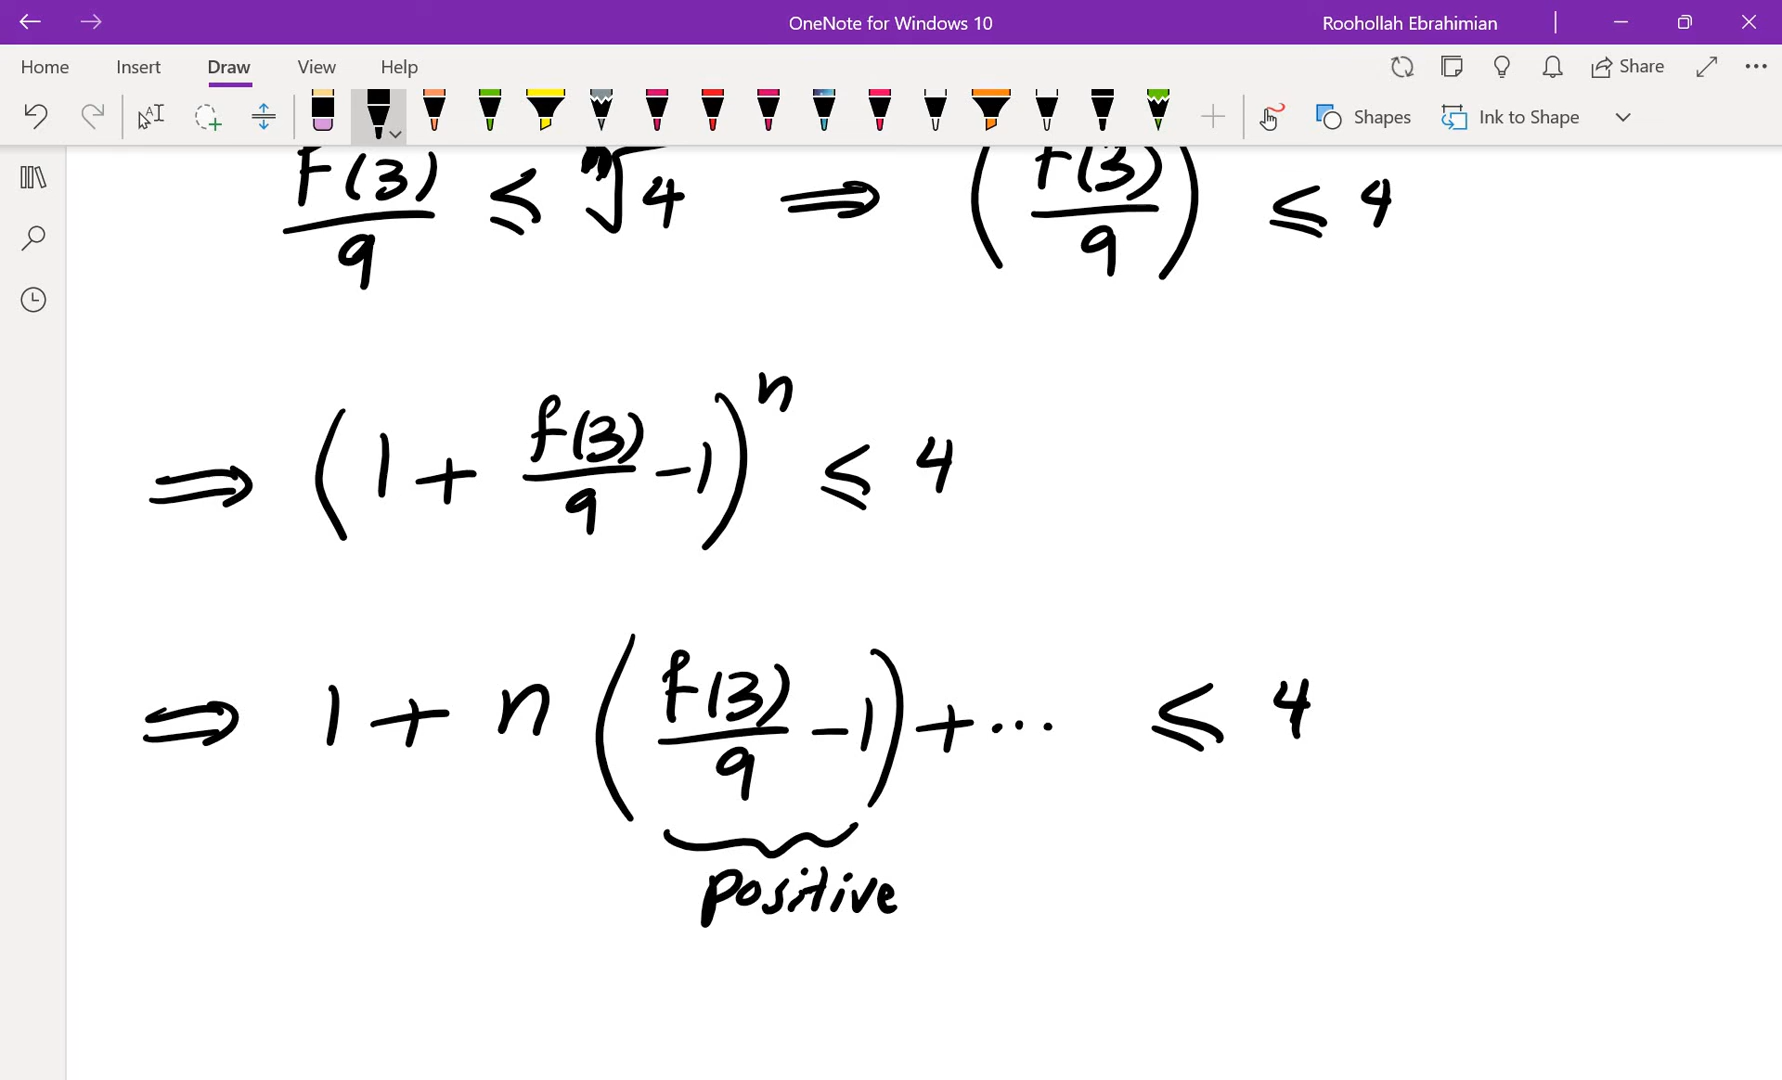 OneNote for Windows 10 Roohollah Ebrahimian
Home Insert Draw View Help Share
Shapes Ink to Shape
f(3)/9 ≤ ⁿ√4 ⟹ (f(3)/9) ≤ 4
⟹ (1 + f(3)/9 - 1)ⁿ ≤ 4
⟹ 1 + n (f(3)/9 - 1) + ... ≤ 4
positive